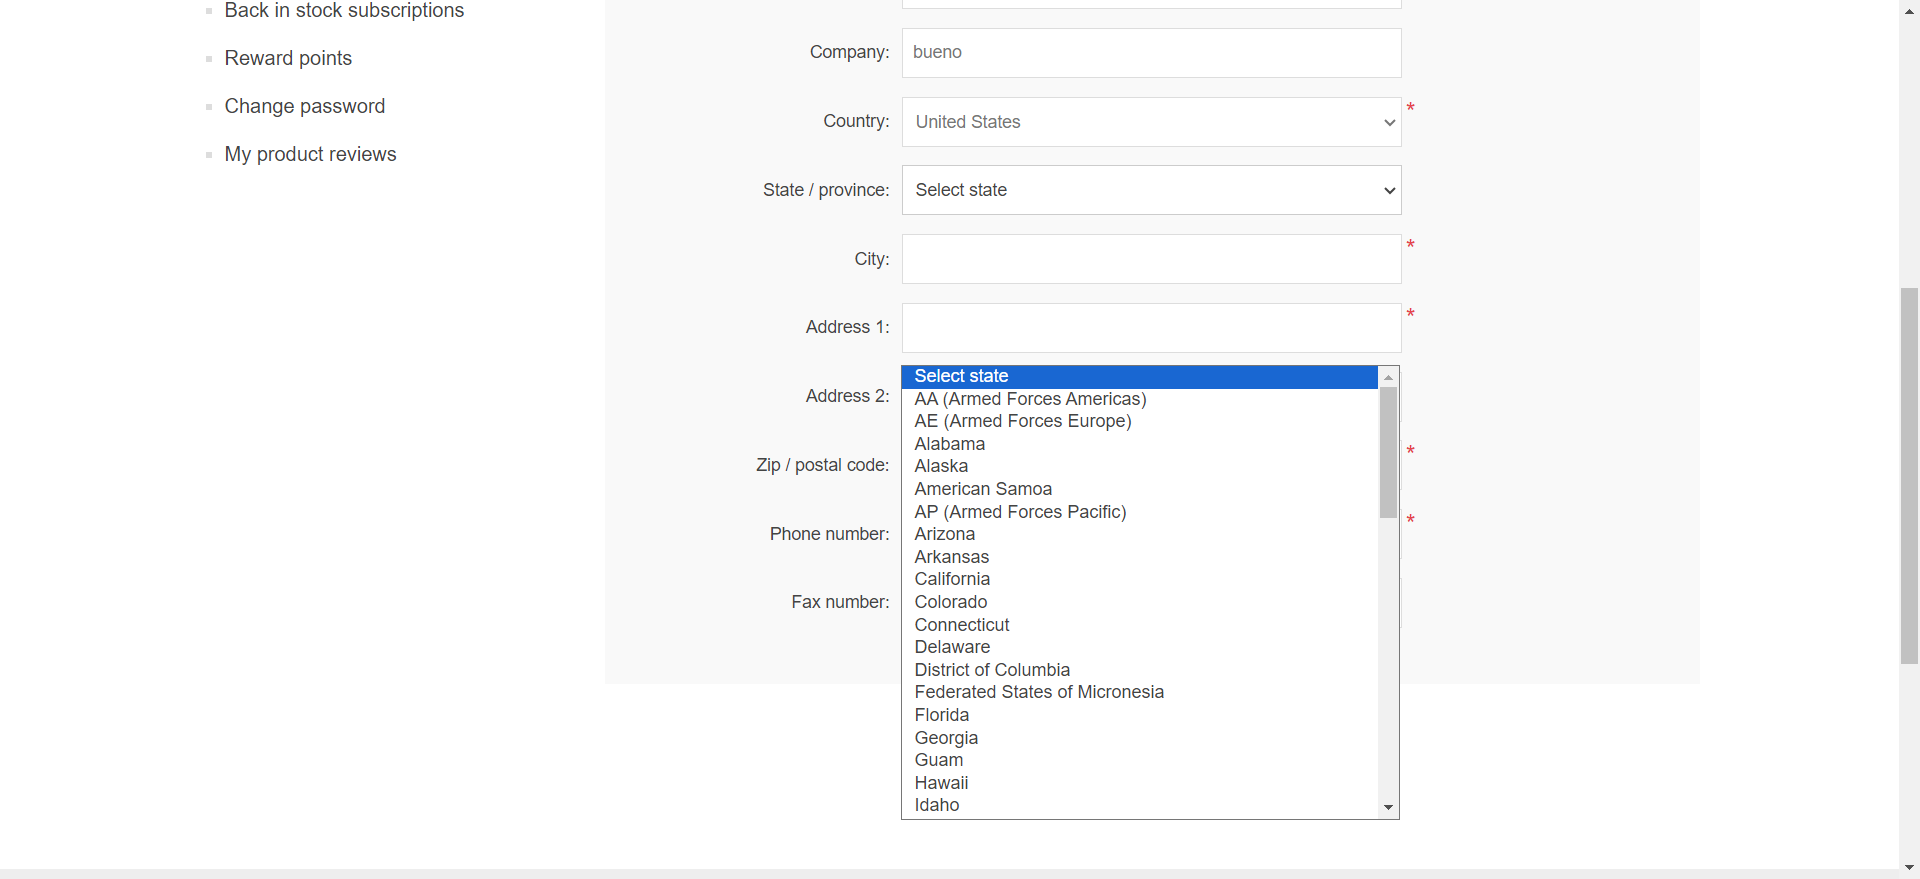 Back in stock subscriptions
Reward points
Change password
My product reviews
Company: bueno
Country: United States *
State / province: Select state
City: *
Address 1: *
Address 2:
Zip / postal code: *
Phone number: *
Fax number:
Select state
AA (Armed Forces Americas)
AE (Armed Forces Europe)
Alabama
Alaska
American Samoa
AP (Armed Forces Pacific)
Arizona
Arkansas
California
Colorado
Connecticut
Delaware
District of Columbia
Federated States of Micronesia
Florida
Georgia
Guam
Hawaii
Idaho